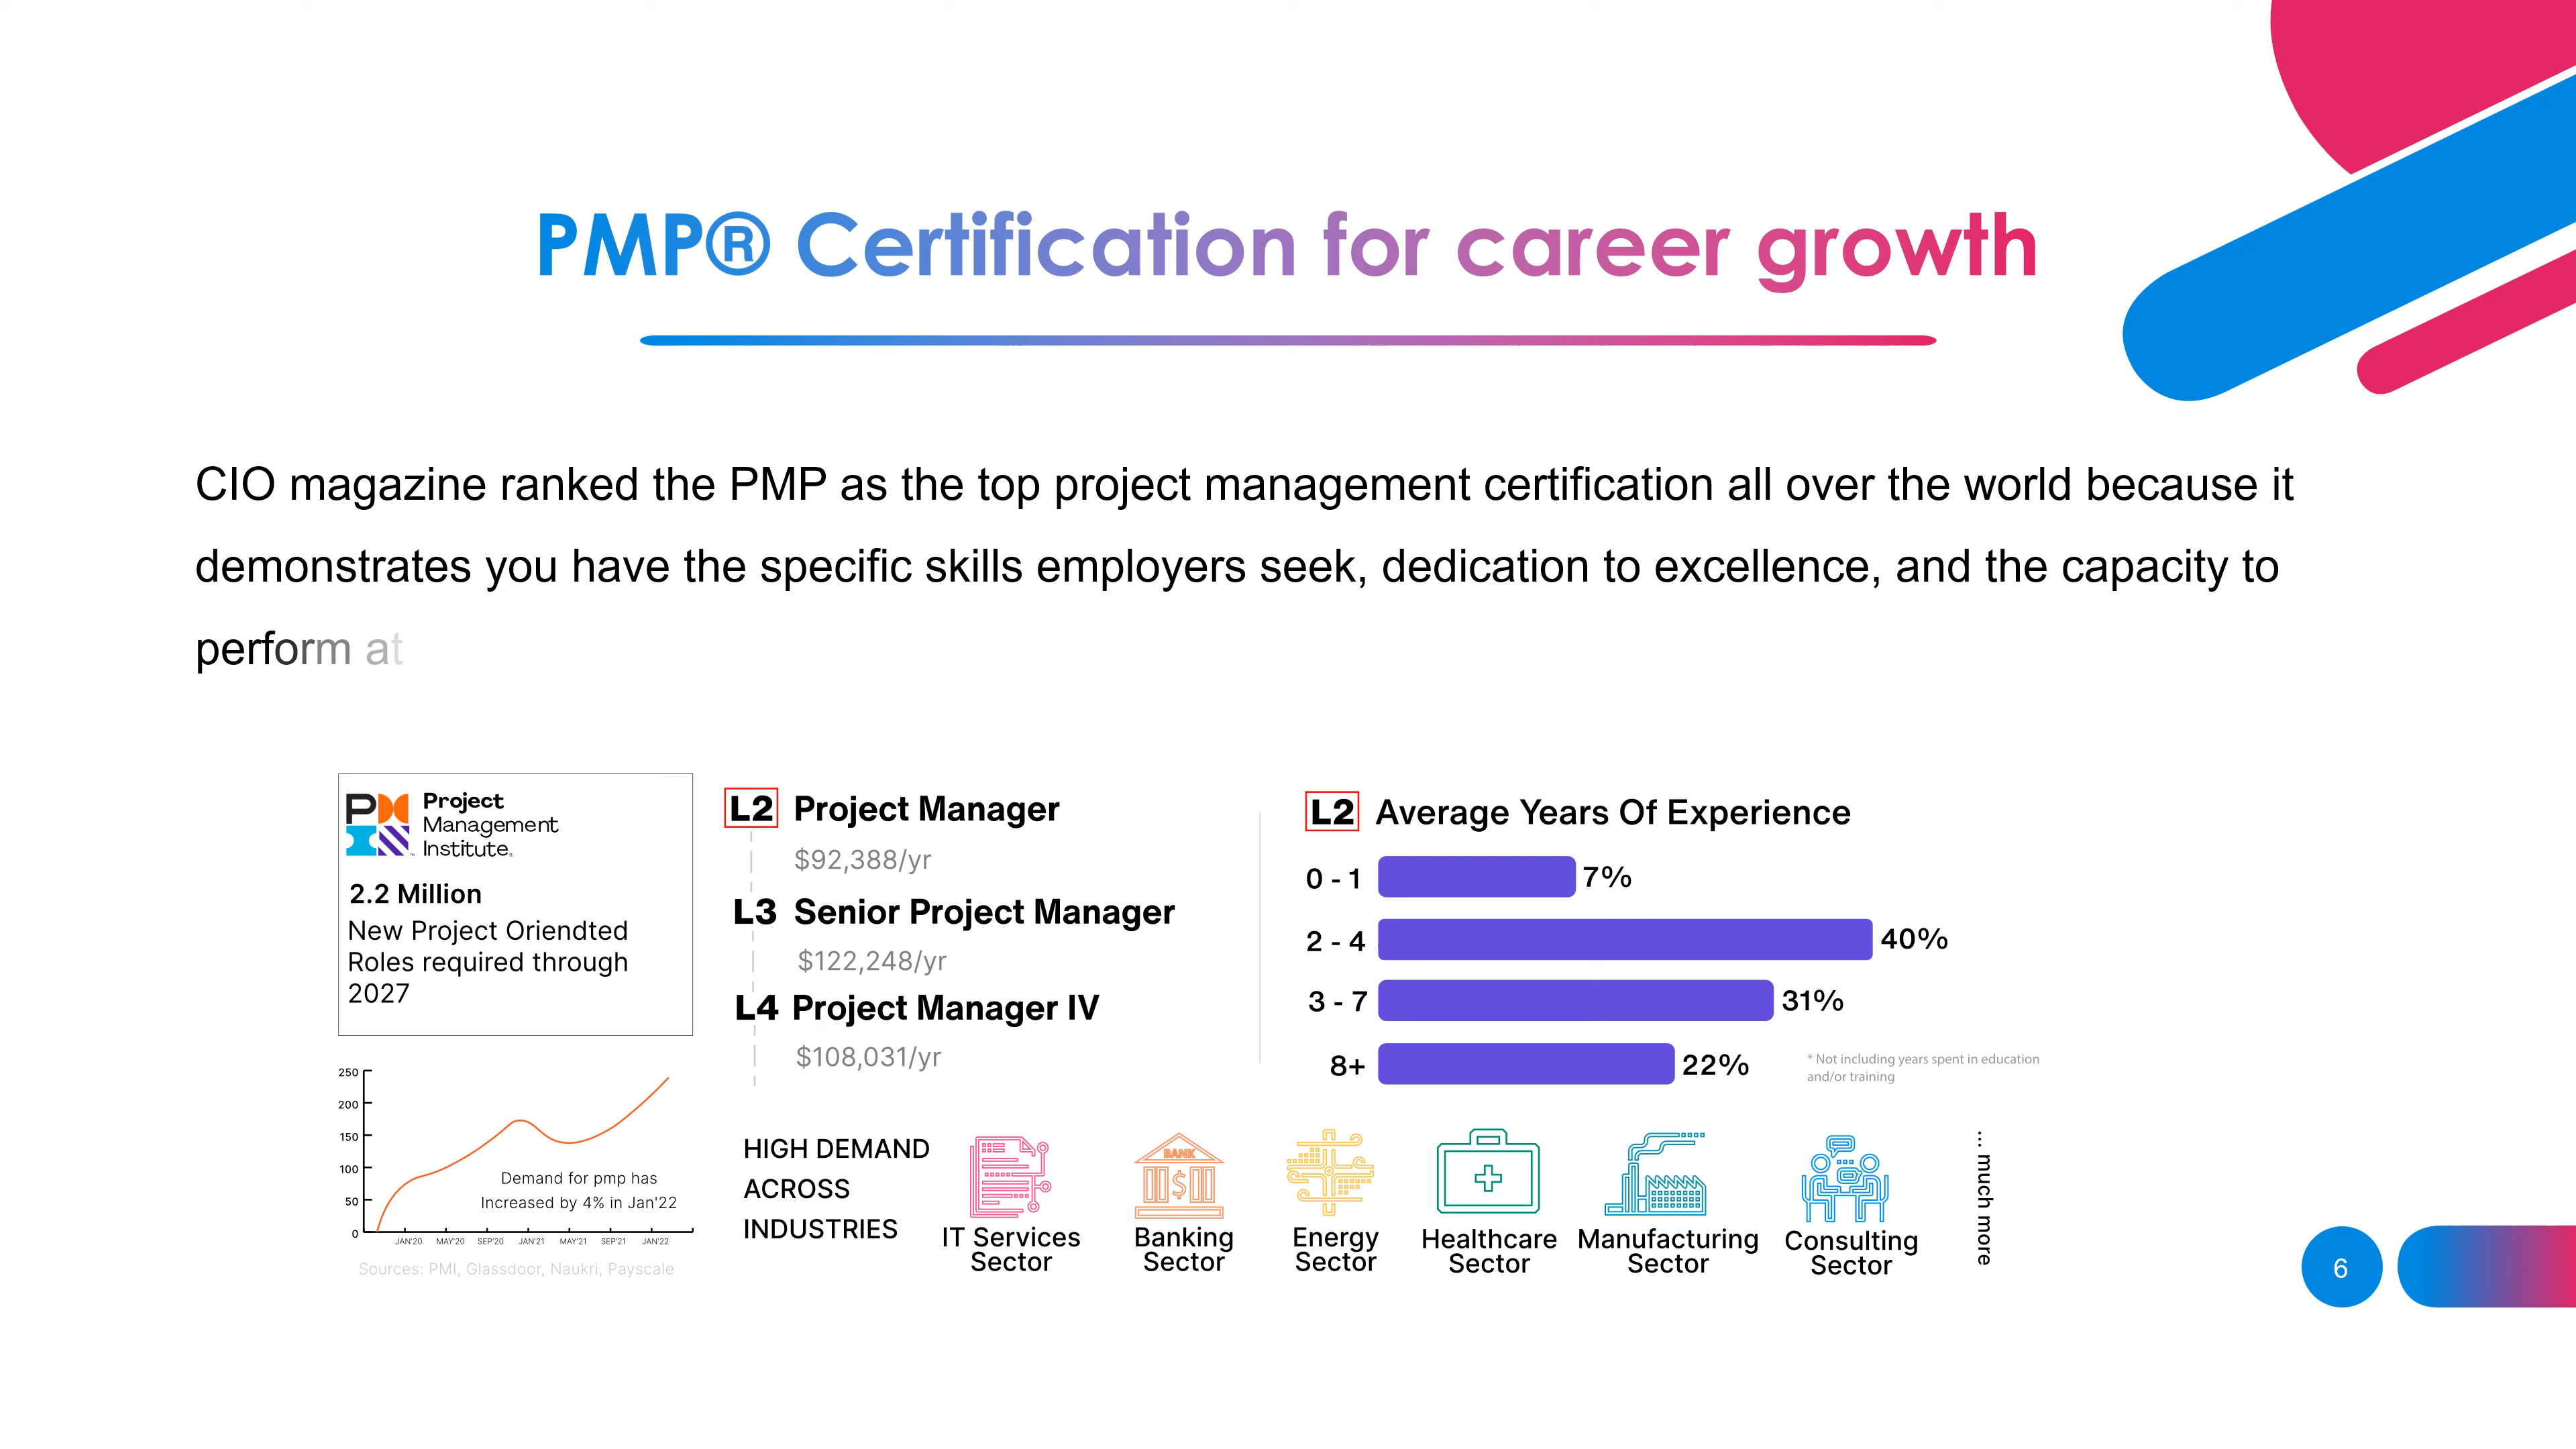 PMP® Certification for career growth
CIO magazine ranked the PMP as the top project management certification all over the world because it
demonstrates you have the specific skills employers seek, dedication to excellence, and the capacity to
perform at
PM
Project
Management
Institute.
2.2 Million
New Project Oriendted
Roles required through
2027
250
200
150
100
50
0
Demand for pmp has
Increased by 4% in Jan'22
JAN'20 MAY'20 SEP'20 JAN'21 MAY'21 SEP'21 JAN'22
Sources: PMI, Glassdoor, Naukri, Payscale
L2 Project Manager
$92,388/yr
L3 Senior Project Manager
$122,248/yr
L4 Project Manager IV
$108,031/yr
L2 Average Years Of Experience
0 - 1 7%
2 - 4 40%
3 - 7 31%
8+ 22%
* Not including years spent in education
and/or training
HIGH DEMAND
ACROSS
INDUSTRIES
IT Services
Sector
BANK
$
Banking
Sector
Energy
Sector
Healthcare
Sector
Manufacturing
Sector
Consulting
Sector
... much more
6